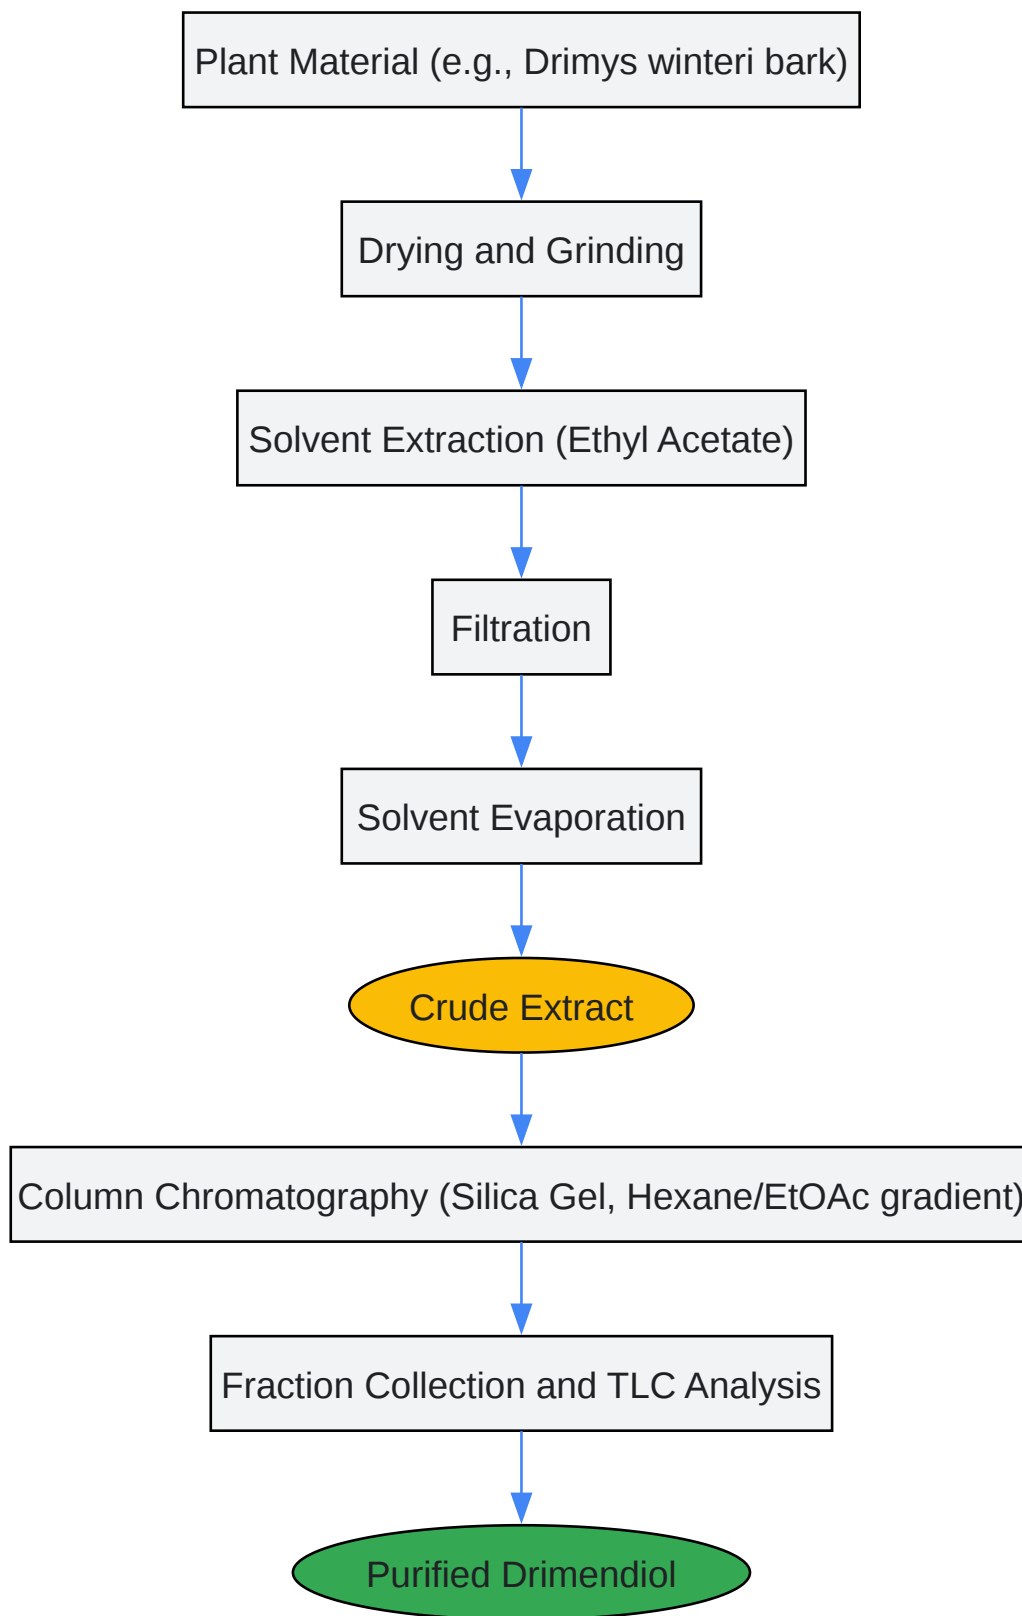 Plant Material (e.g., Drimys winteri bark)
Drying and Grinding
Solvent Extraction (Ethyl Acetate)
Filtration
Solvent Evaporation
Crude Extract
Column Chromatography (Silica Gel, Hexane/EtOAc gradient)
Fraction Collection and TLC Analysis
Purified Drimendiol